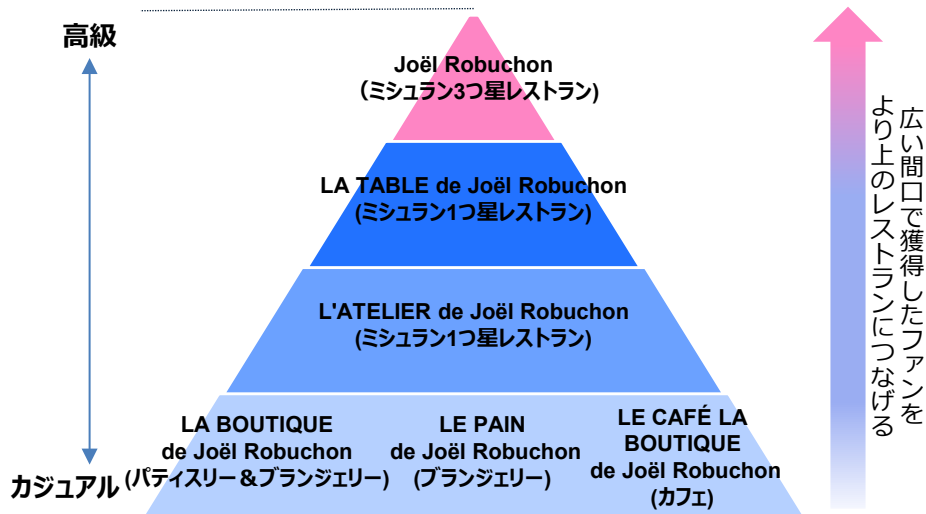 高級
Joël Robuchon
（ミシュラン3つ星レストラン)
LA TABLE de Joël Robuchon
(ミシュラン1つ星レストラン)
L'ATELIER de Joël Robuchon
(ミシュラン1つ星レストラン)
LA BOUTIQUE
de Joël Robuchon
(パティスリー＆ブランジェリー)
LE PAIN
de Joël Robuchon
(ブランジェリー)
LE CAFÉ LA
BOUTIQUE
de Joël Robuchon
(カフェ)
カジュアル
広い間口で獲得したファンを
より上のレストランにつなげる